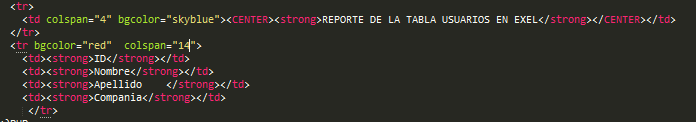 <tr>
<td colspan="4" bgcolor="skyblue"><CENTER><strong>REPORTE DE LA TABLA USUARIOS EN EXEL</strong></CENTER></td>
</tr>
<tr bgcolor="red"  colspan="14">
<td><strong>ID</strong></td>
<td><strong>Nombre</strong></td>
<td><strong>Apellido    </strong></td>
<td><strong>Compania</strong></td>
</tr>